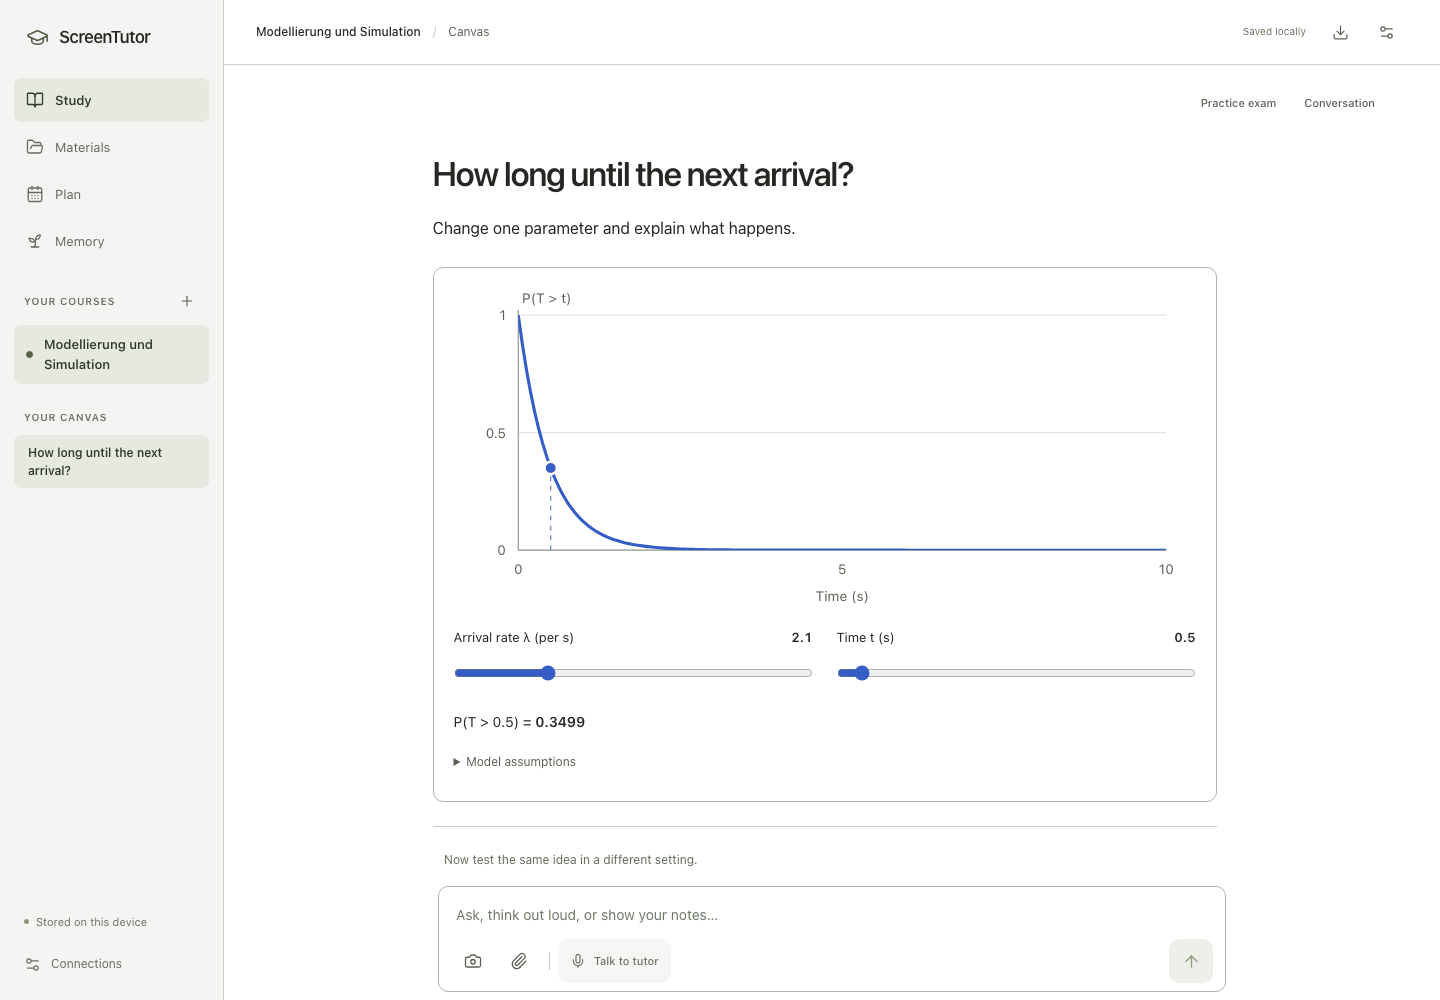 ScreenTutor
Study
Materials
Plan
Memory
YOUR COURSES
Modellierung und
Simulation
YOUR CANVAS
How long until the next
arrival?
Stored on this device
Connections
Modellierung und Simulation / Canvas
Saved locally
Practice exam
Conversation
How long until the next arrival?
Change one parameter and explain what happens.
P(T > t)
1
0.5
0
0
5
10
Time (s)
Arrival rate λ (per s) 2.1
Time t (s) 0.5
P(T > 0.5) = 0.3499
Model assumptions
Now test the same idea in a different setting.
Ask, think out loud, or show your notes...
Talk to tutor